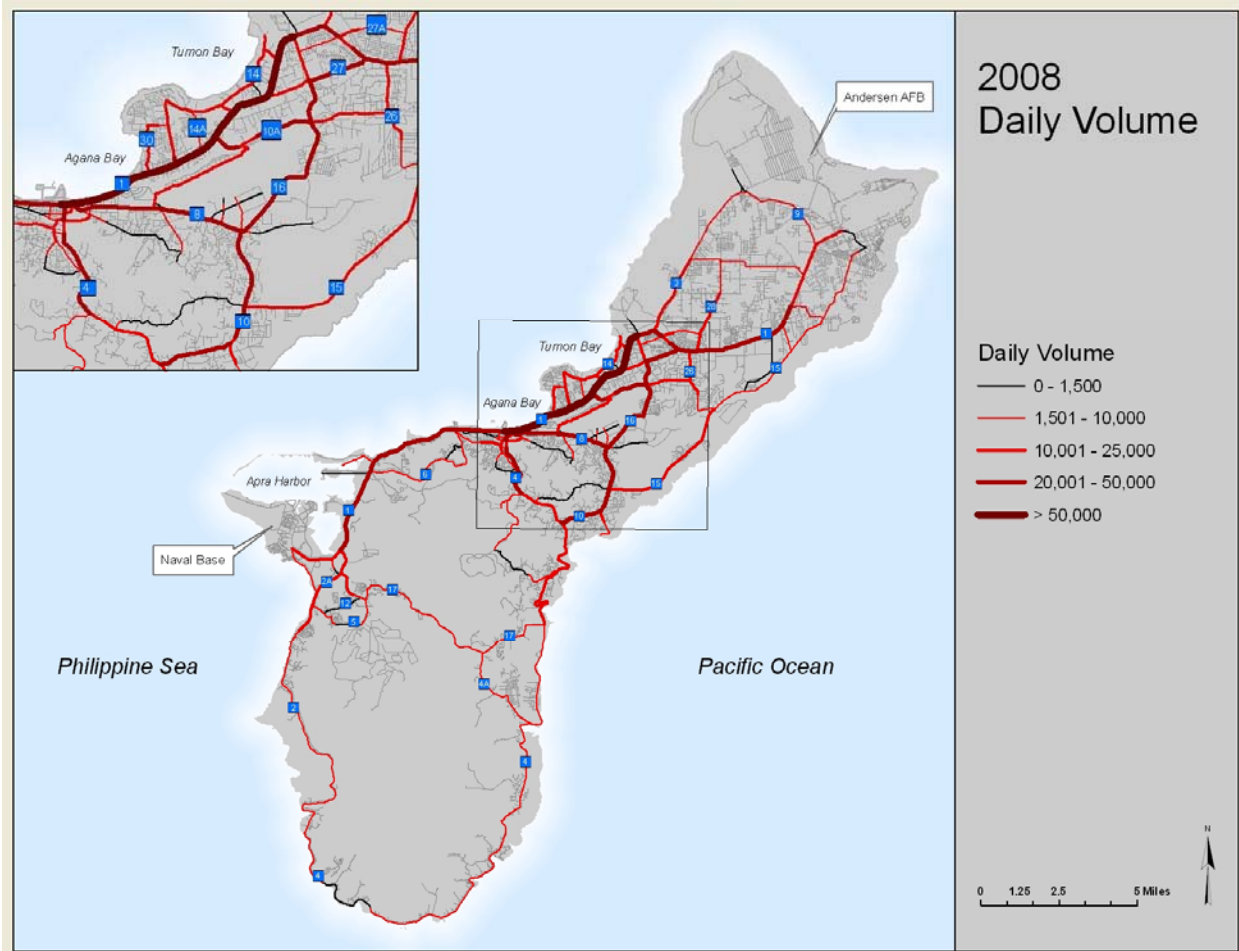 2008
Daily Volume
Daily Volume
0 - 1,500
1,501 - 10,000
10,001 - 25,000
20,001 - 50,000
> 50,000
N
0 1.25 2.5 5 Miles
Tumon Bay
27A
14
27
14A
10A
26
30
Agana Bay
1
16
8
4
15
10
Andersen AFB
9
3
28
1
Tumon Bay
14
26
15
Agana Bay
1
16
8
Apra Harbor
6
4
15
1
10
Naval Base
2A
17
12
5
17
Philippine Sea
Pacific Ocean
4A
2
4
4